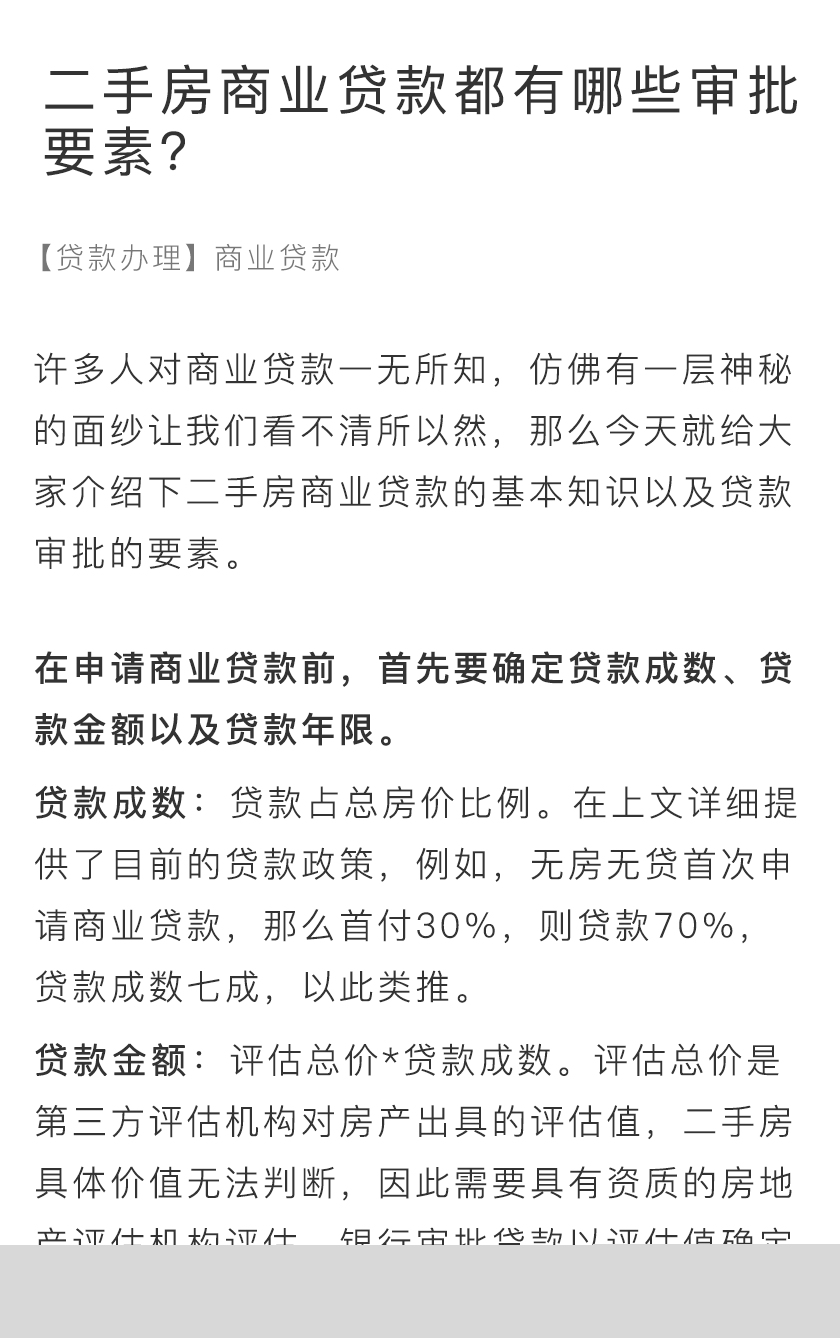 二手房商业贷款都有哪些审批
要素?
【贷款办理】商业贷款
许多人对商业贷款一无所知，仿佛有一层神秘
的面纱让我们看不清所以然，那么今天就给大
家介绍下二手房商业贷款的基本知识以及贷款
审批的要素。
在申请商业贷款前，首先要确定贷款成数、贷
款金额以及贷款年限。
贷款成数：贷款占总房价比例。在上文详细提
供了目前的贷款政策，例如，无房无贷首次申
请商业贷款，那么首付30%，则贷款70%，
贷款成数七成，以此类推。
贷款金额：评估总价*贷款成数。评估总价是
第三方评估机构对房产出具的评估值，二手房
具体价值无法判断，因此需要具有资质的房地
产评估机构评估，银行审批贷款以评估值确定